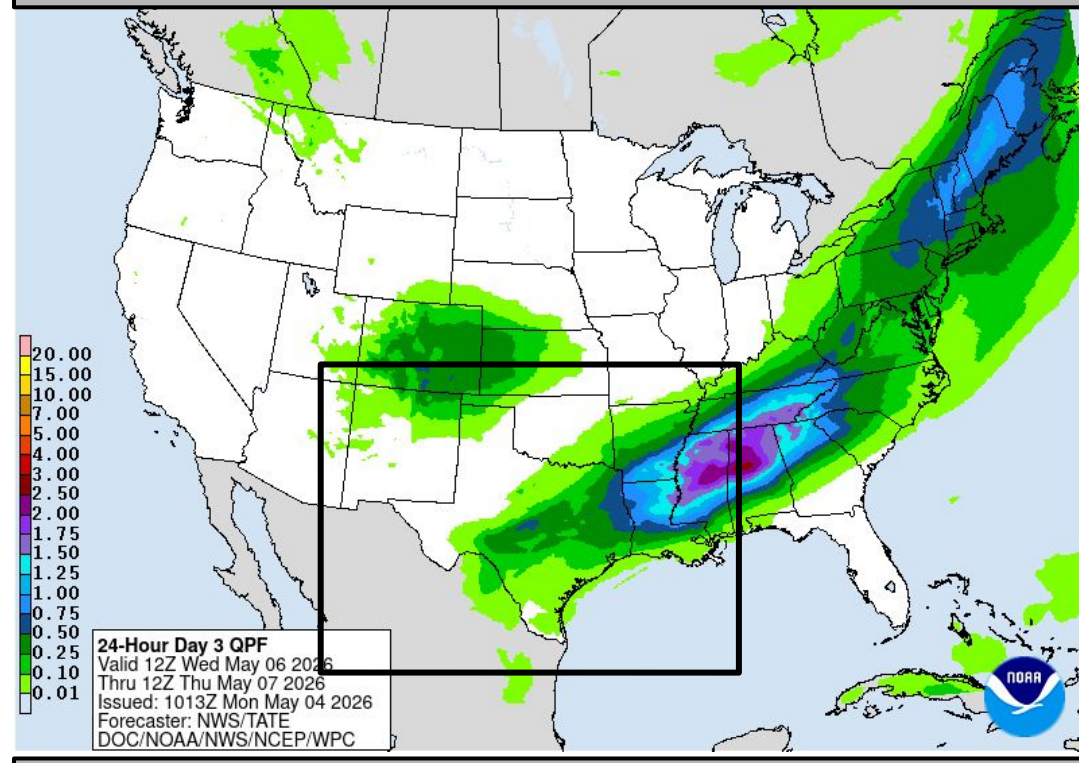 20.00
15.00
10.00
7.00
5.00
4.00
3.00
2.50
2.00
1.75
1.50
1.25
1.00
0.75
0.50
0.25
0.10
0.01
24-Hour Day 3 QPF
Valid 12Z Wed May 06 2026
Thru 12Z Thu May 07 2026
Issued: 1013Z Mon May 04 2026
Forecaster: NWS/TATE
DOC/NOAA/NWS/NCEP/WPC
NOAA